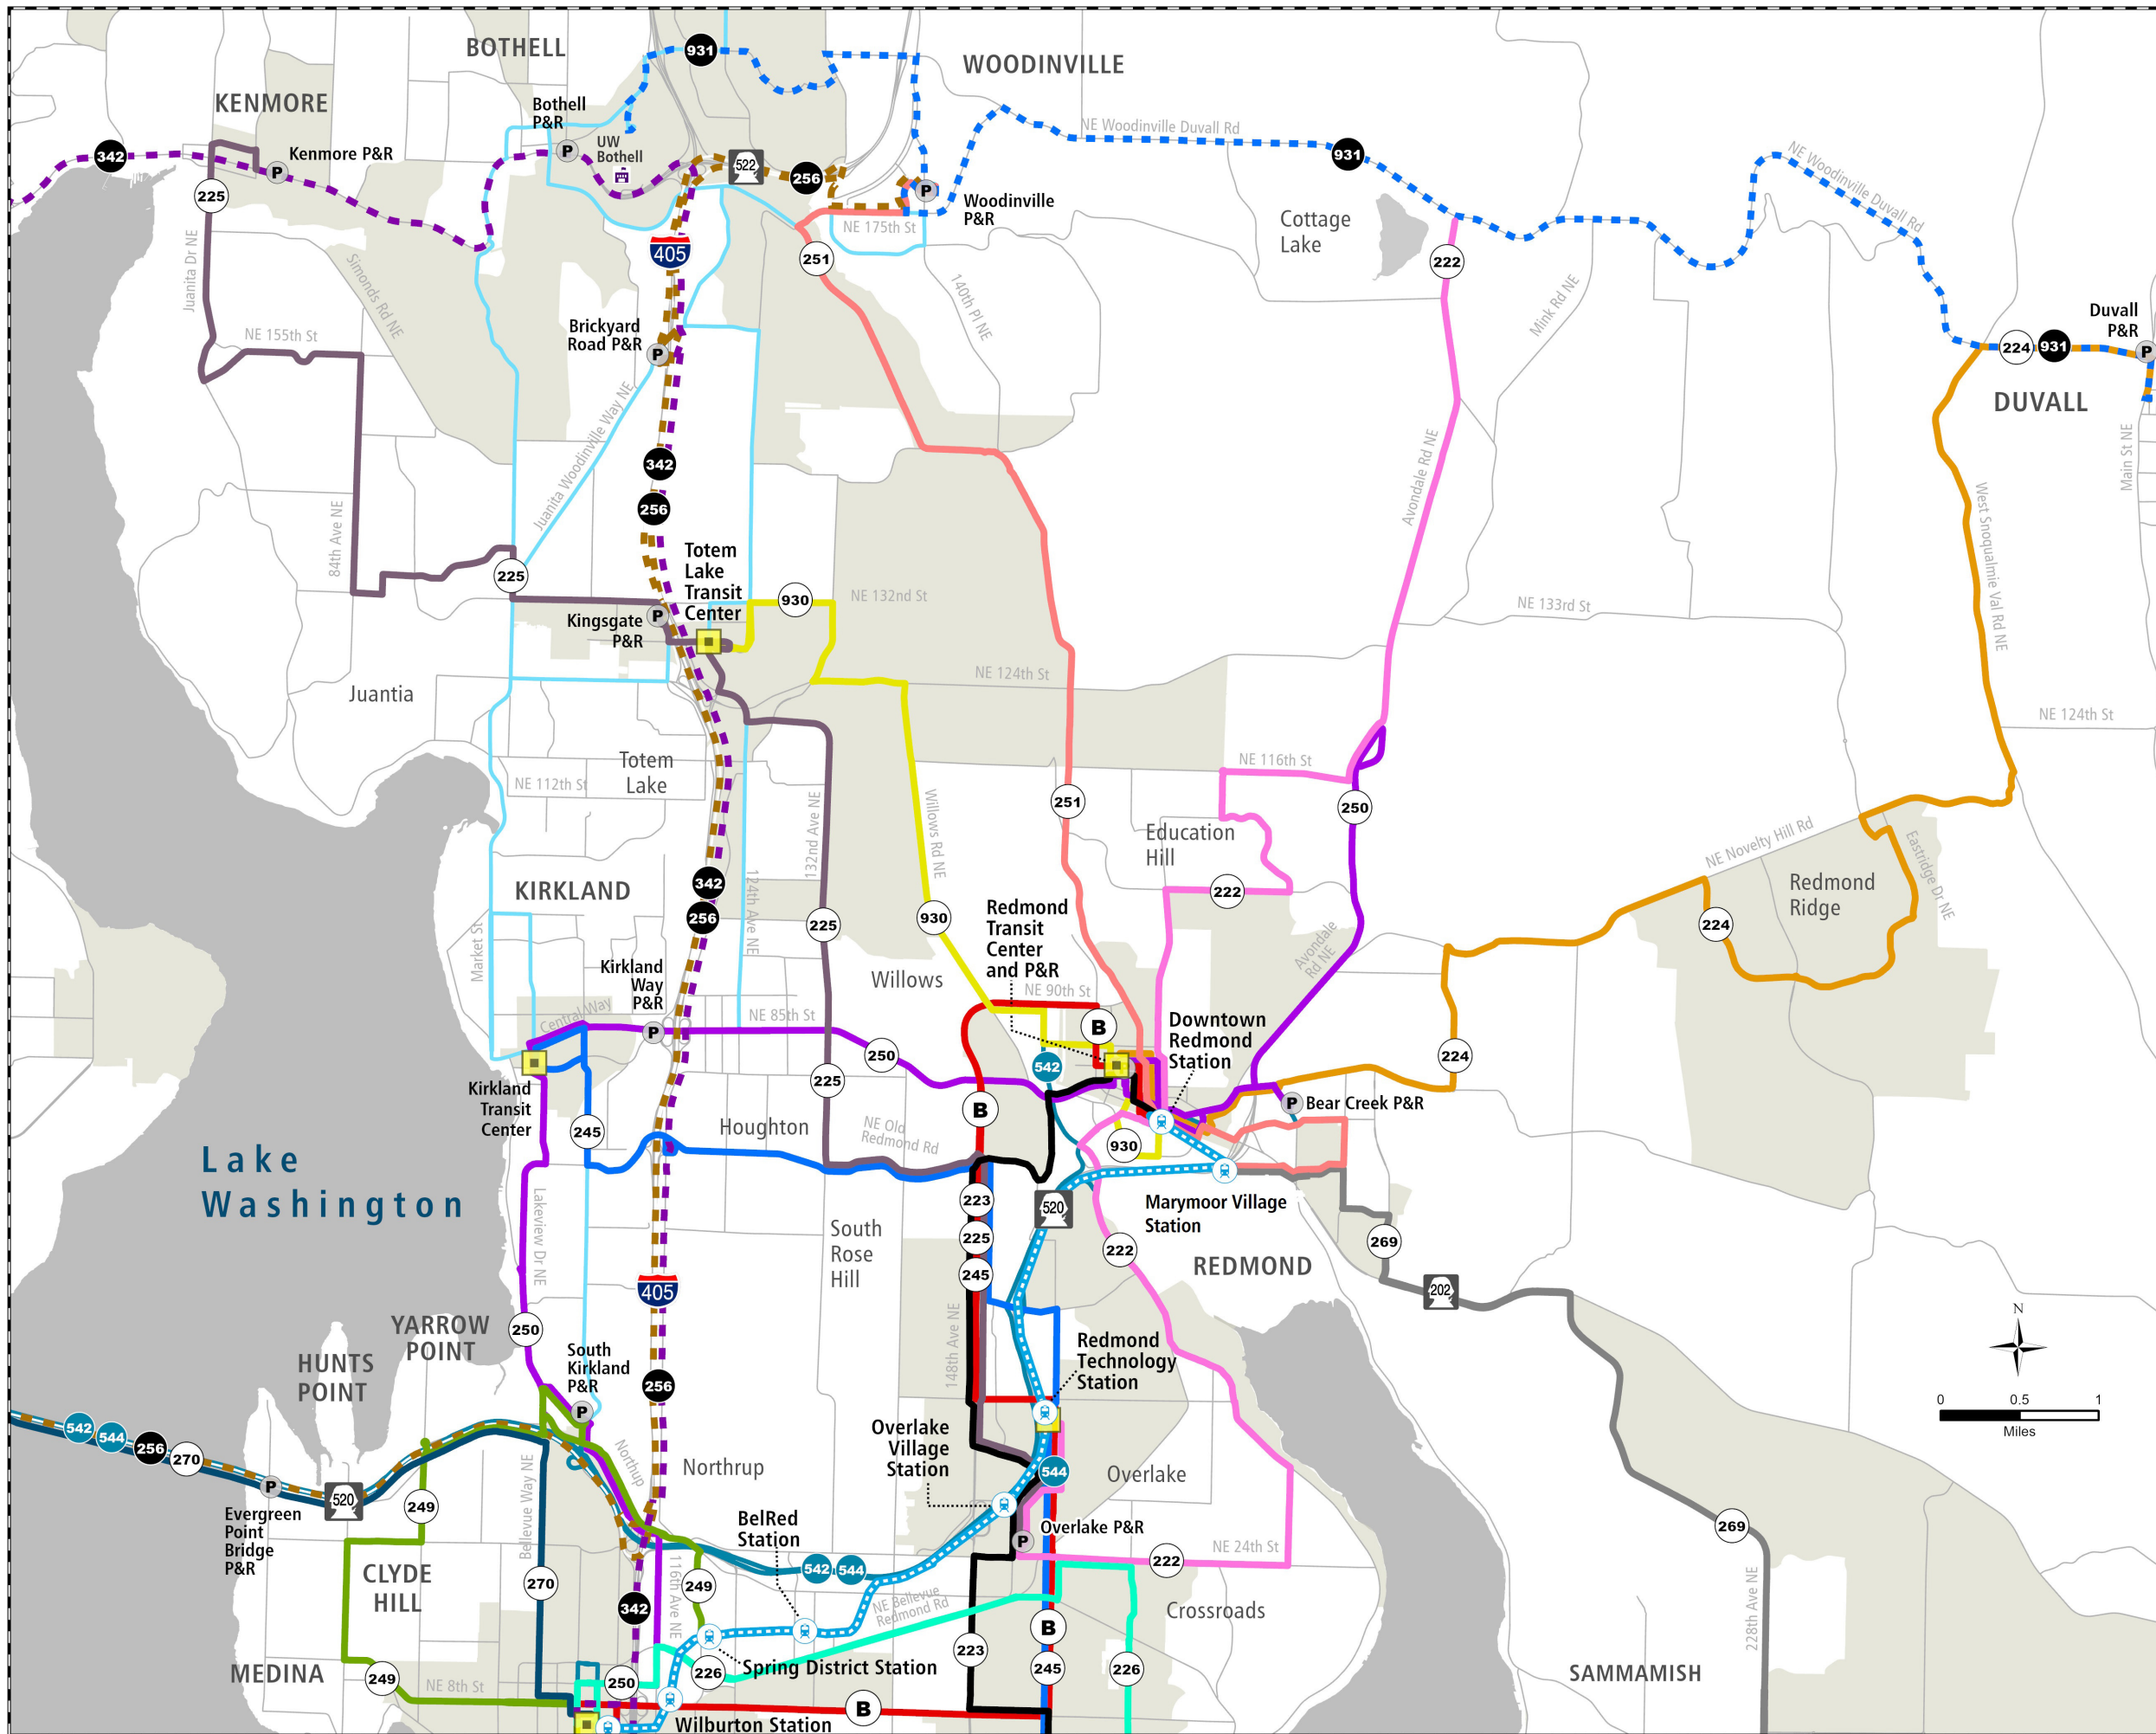 BOTHELL
931
WOODINVILLE
KENMORE
Bothell
P&R
NE Woodinville Duvall Rd
342
Kenmore P&R
P
P
UW
Bothell
522
256
931
NE Woodinville Duvall Rd
225
P
Woodinville
P&R
NE 175th St
Cottage
Lake
405
251
222
Juanita Dr NE
Simonds Rd NE
140th Pl NE
Mink Rd NE
NE 155th St
Brickyard
Road P&R
P
Duvall
P&R
224
931
P
DUVALL
Juanita Woodinville Way NE
342
256
Avondale Rd NE
Main St NE
West Snoqualmie Val Rd NE
84th Ave NE
225
Totem
Lake
Transit
Center
930
NE 132nd St
NE 133rd St
Kingsgate
P&R
P
NE 124th St
Juantia
NE 124th St
Totem
Lake
NE 112th St
NE 116th St
132nd Ave NE
Willows Rd NE
251
250
Education
Hill
NE Novelty Hill Rd
Eastridge Dr NE
Redmond
Ridge
KIRKLAND
342
256
124th Ave NE
222
225
930
Redmond
Transit
Center
and P&R
224
Market St
Avondale
Rd NE
Kirkland
Way
P&R
Willows
NE 90th St
Central Way
P
NE 85th St
B
Downtown
Redmond
Station
250
542
224
Kirkland
Transit
Center
225
B
P
Bear Creek P&R
245
Houghton
NE Old
Redmond Rd
930
Lake
Washington
Lakeview Dr NE
223
520
Marymoor Village
Station
South
Rose
Hill
225
222
269
245
REDMOND
405
202
N
YARROW
POINT
250
148th Ave NE
Redmond
Technology
Station
HUNTS
POINT
South
Kirkland
P&R
256
0 0.5 1
Miles
P
542
544
256
270
Overlake
Village
Station
Northup
Northrup
544
Overlake
P
520
249
Bellevue Way NE
Evergreen
Point
Bridge
P&R
BelRed
Station
269
P
Overlake P&R
NE 24th St
222
CLYDE
HILL
270
116th Ave NE
249
542
544
342
NE Bellevue
Redmond Rd
Crossroads
228th Ave NE
B
223
MEDINA
249
NE 8th St
250
226
Spring District Station
245
226
SAMMAMISH
B
Wilburton Station